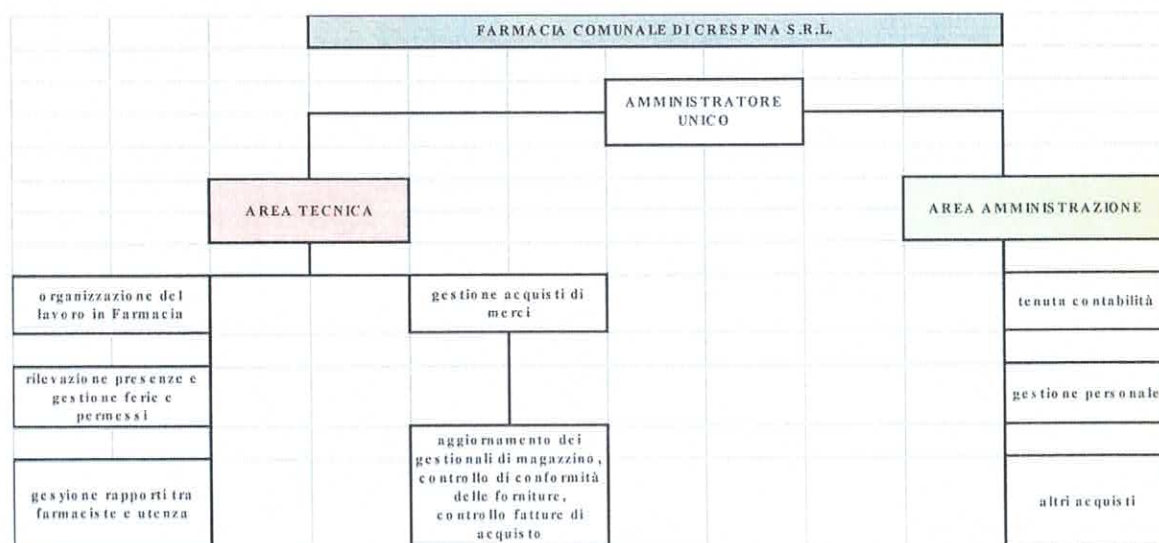 FARMACIA COMUNALE DI CRESPINA S.R.L.
AMMINISTRATORE
UNICO
AREA TECNICA
AREA AMMINISTRAZIONE
organizzazione del
lavoro in Farmacia
gestione acquisti di
merci
tenuta contabilità
rilevazione presenze e
gestione ferie e
permessi
gestione personale
gesyione rapporti tra
farmaciste e utenza
aggiornamento dei
gestionali di magazzino,
controllo di conformità
delle forniture,
controllo fatture di
acquisto
altri acquisti